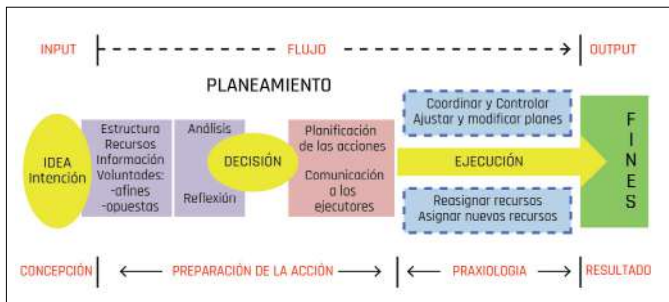 INPUT
FLUJO
OUTPUT
PLANEAMIENTO
IDEA
Intención
Estructura
Recursos
Información
Voluntades:
-afines
-opuestas
Análisis
Reflexión
DECISIÓN
Planificación
de las acciones
Comunicación
a los
ejecutores
Coordinar y Controlar
Ajustar y modificar planes
EJECUCIÓN
Reasignar recursos
Asignar nuevos recursos
FINES
CONCEPCIÓN
PREPARACIÓN DE LA ACCIÓN
PRAXIOLOGIA
RESULTADO